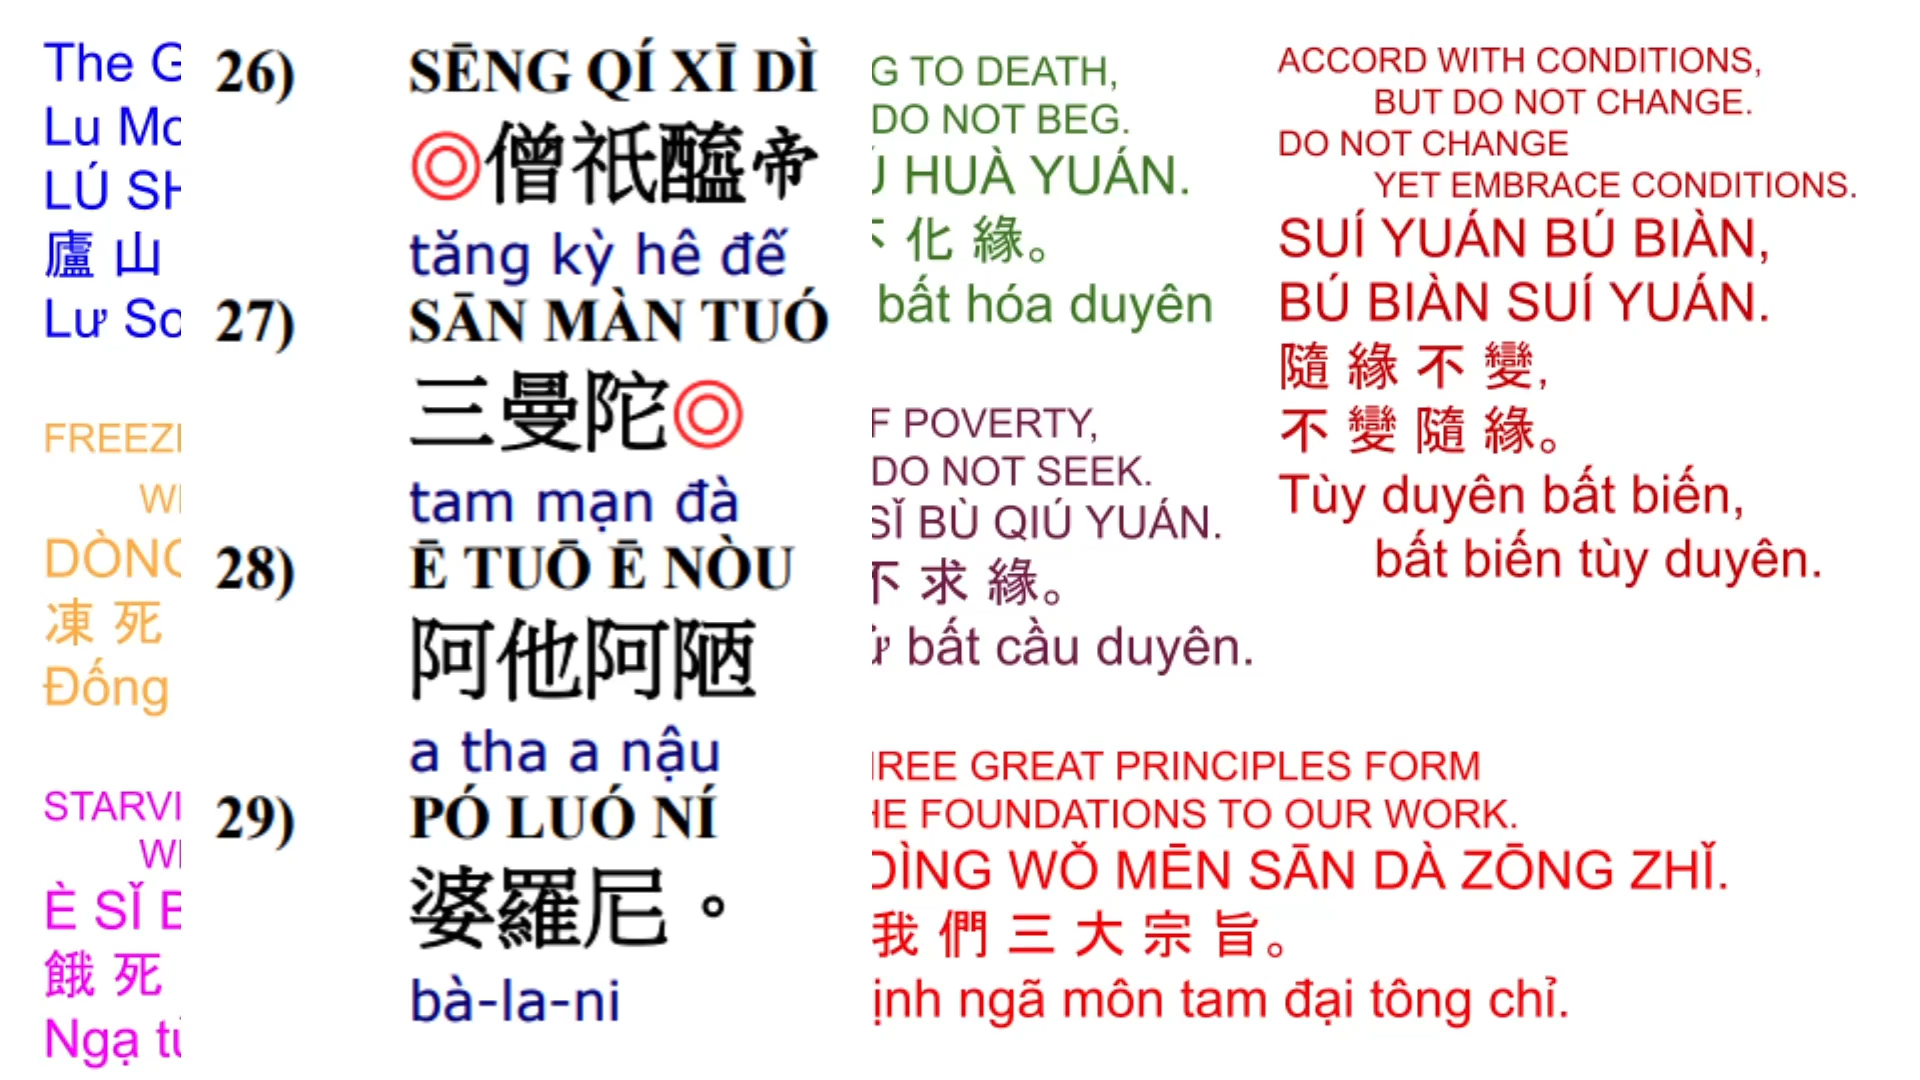 The
Lu
LÚ
廬 山
Lư
FREEZ
DÒN
凍 死
Đống
STARV
È SǏ
餓 死
Ngạ
26) SĒNG QÍ XĪ DÌ
◎僧祇醯帝
tăng kỳ hê đế
27) SĀN MÀN TUÓ
三曼陀◎
tam mạn đà
28) Ē TUŌ Ē NÒU
阿他阿陋
a tha a nậu
29) PÓ LUÓ NÍ
婆羅尼。
bà-la-ni
G TO DEATH,
DO NOT BEG.
HUÀ YUÁN.
化 緣。
bất hóa duyên
F POVERTY,
DO NOT SEEK.
SǏ BÙ QIÚ YUÁN.
不 求 緣。
bất cầu duyên.
ACCORD WITH CONDITIONS,
BUT DO NOT CHANGE.
DO NOT CHANGE
YET EMBRACE CONDITIONS.
SUÍ YUÁN BÚ BIÀN,
BÚ BIÀN SUÍ YUÁN.
隨 緣 不 變,
不 變 隨 緣。
Tùy duyên bất biến,
bất biến tùy duyên.
REE GREAT PRINCIPLES FORM
E FOUNDATIONS TO OUR WORK.
DÌNG WǑ MĒN SĀN DÀ ZŌNG ZHǏ.
我 們 三 大 宗 旨。
ịnh ngã môn tam đại tông chỉ.